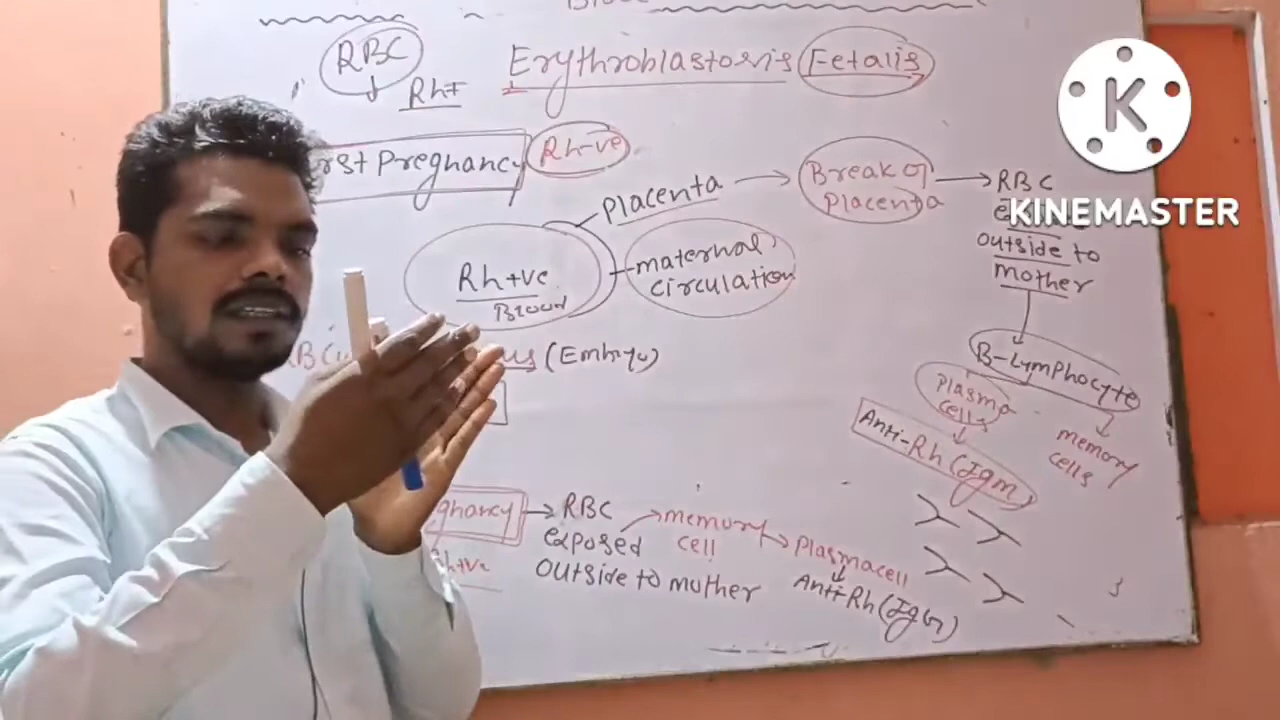 RBC
Rh+
Erythroblastosis Fetalis
rst Pregnancy
Rh-ve
Placenta
Break of
Placenta
RBC
outside to
mother
Rh+ve
Blood
maternal
circulation
(Embryo)
B-Lymphocyte
Plasma
cells
memory
cells
Anti-Rh (Igm)
gnancy
RBC
exposed
outside to mother
memory
cell
Plasmacell
Anti-Rh (IgG)
KINEMASTER
K